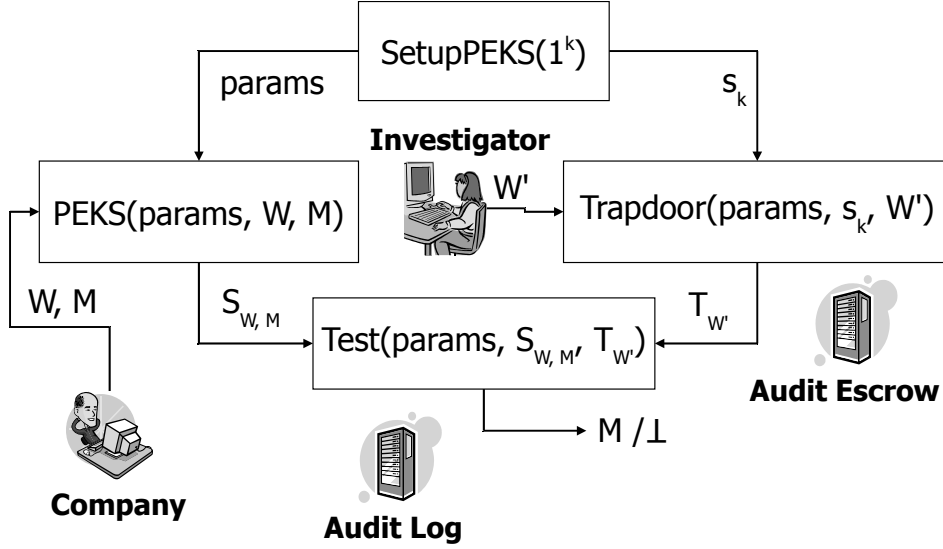 SetupPEKS(1^k)
params
s_k
Investigator
W'
PEKS(params, W, M)
Trapdoor(params, s_k, W')
W, M
S_W, M
T_W'
Test(params, S_W, M, T_W')
Audit Escrow
M /⊥
Company
Audit Log